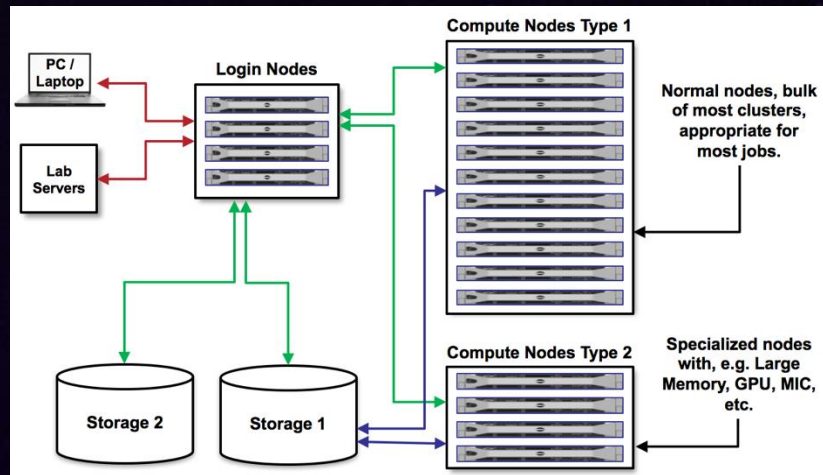 PC /
Laptop
Lab
Servers
Login Nodes
Compute Nodes Type 1
Normal nodes, bulk
of most clusters,
appropriate for
most jobs.
Storage 2
Storage 1
Compute Nodes Type 2
Specialized nodes
with, e.g. Large
Memory, GPU, MIC,
etc.